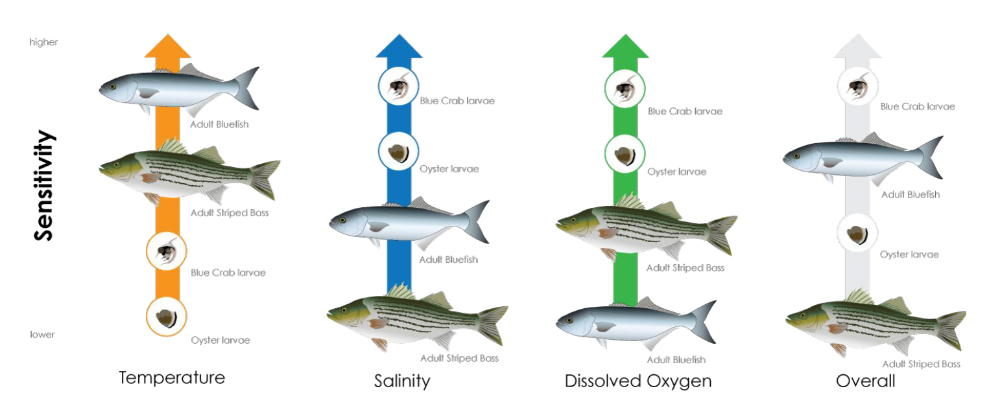 higher
Sensitivity
lower
Adult Bluefish
Adult Striped Bass
Blue Crab larvae
Oyster larvae
Temperature
Blue Crab larvae
Oyster larvae
Adult Bluefish
Adult Striped Bass
Salinity
Blue Crab larvae
Oyster larvae
Adult Striped Bass
Adult Bluefish
Dissolved Oxygen
Blue Crab larvae
Adult Bluefish
Oyster larvae
Adult Striped Bass
Overall